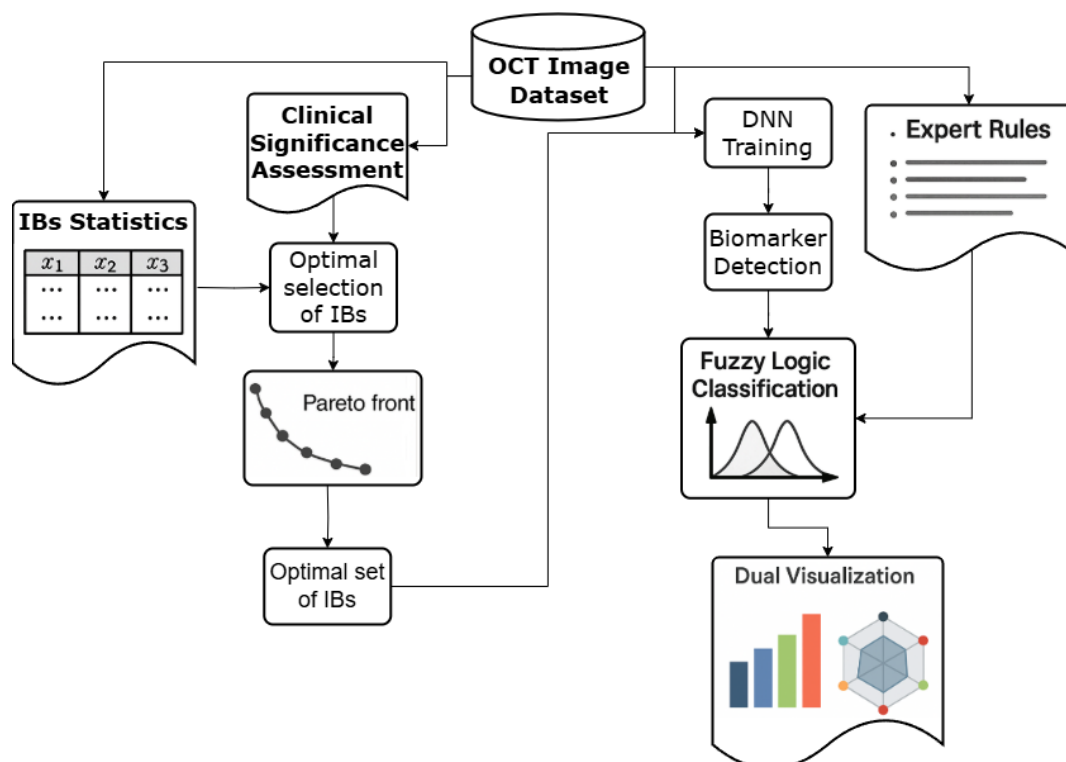 OCT Image
Dataset
Clinical
Significance
Assessment
DNN
Training
• Expert Rules
IBs Statistics
x₁ x₂ x₃
... ... ...
... ... ...
Optimal
selection
of IBs
Biomarker
Detection
Pareto front
Fuzzy Logic
Classification
Optimal set
of IBs
Dual Visualization